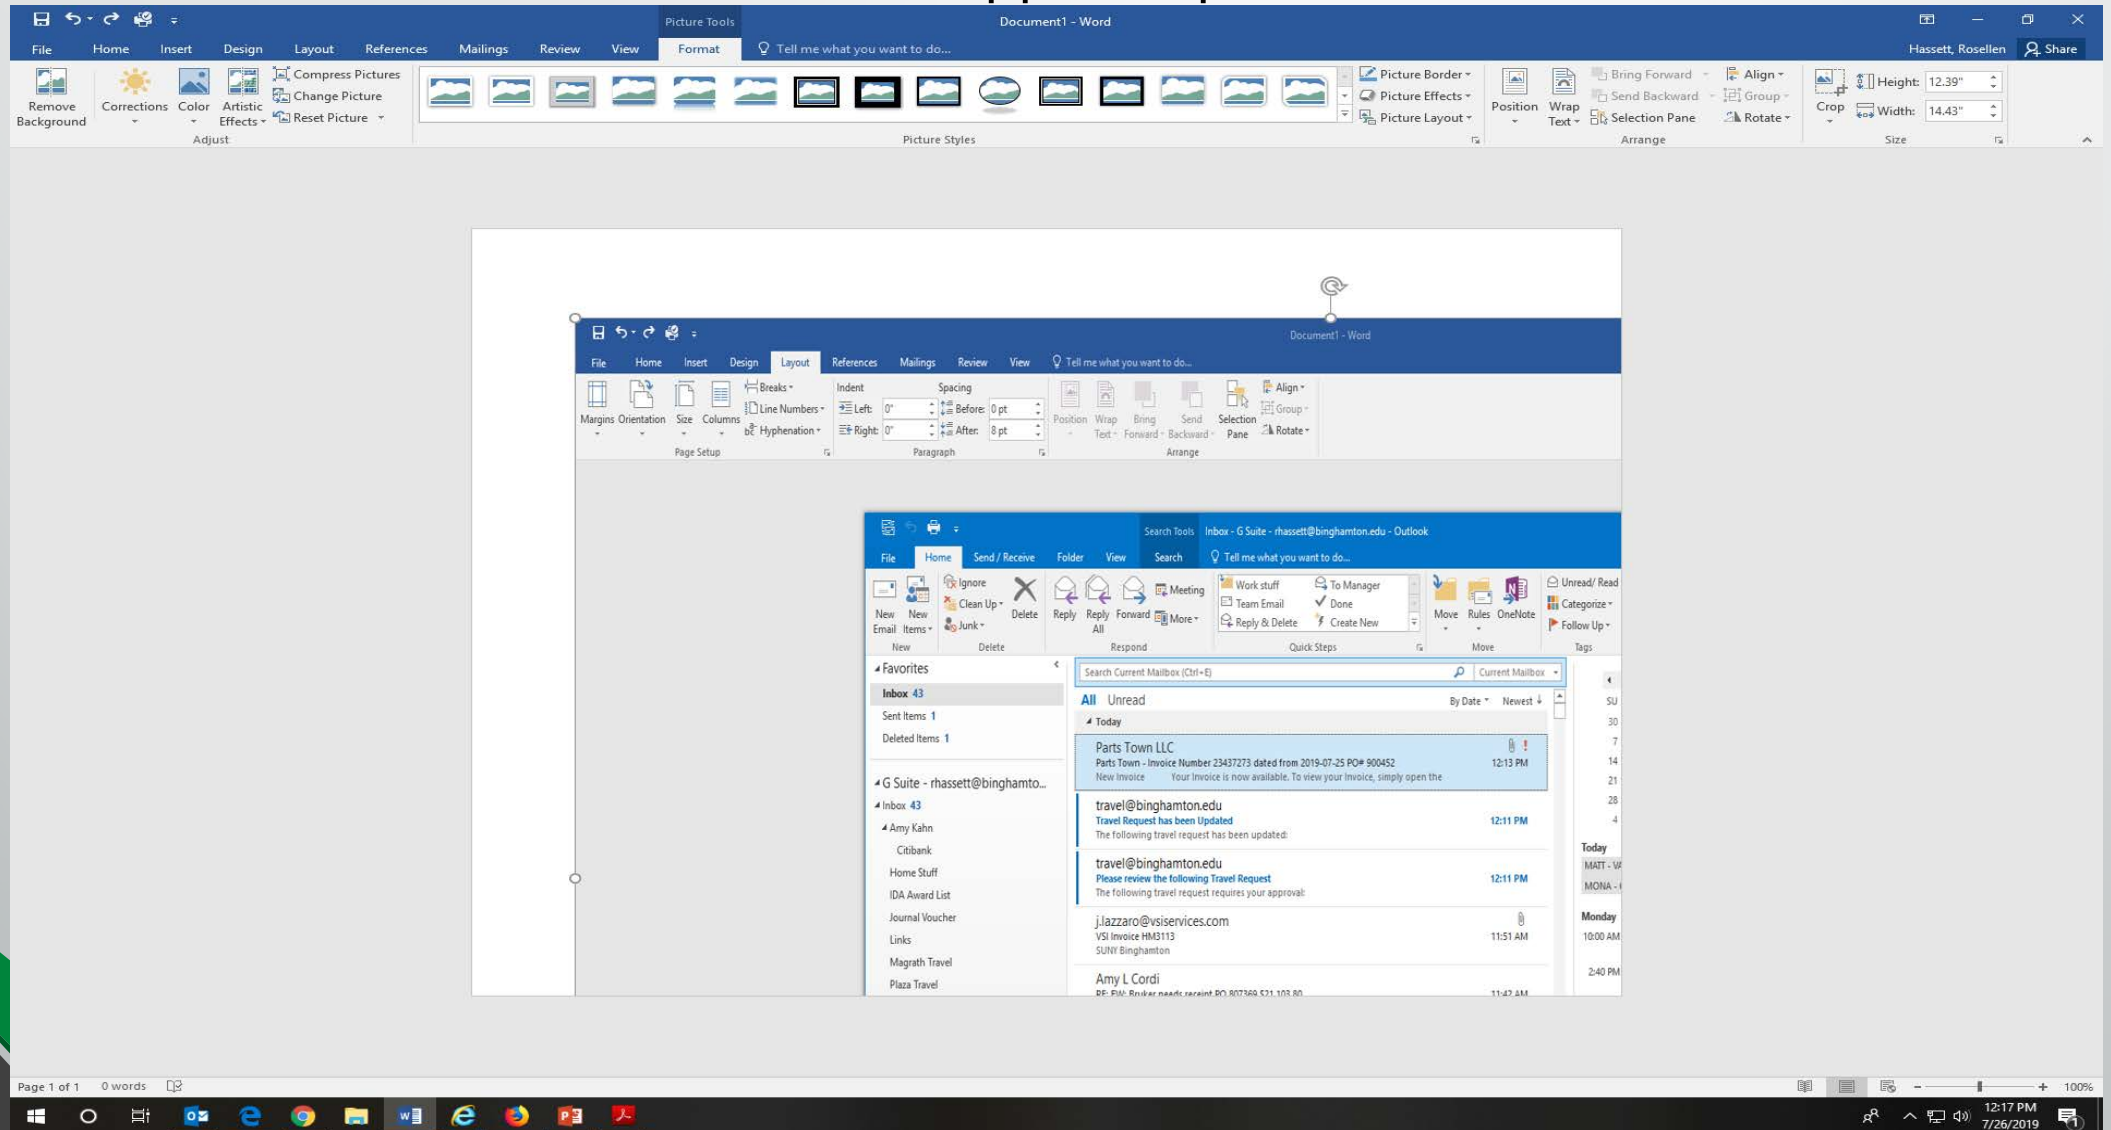 Picture Tools
Document1 - Word
File Home Insert Design Layout References Mailings Review View Format Tell me what you want to do...
Hassett, Rosellen Share
Remove Background
Corrections
Color
Artistic Effects
Compress Pictures
Change Picture
Reset Picture
Adjust
Picture Styles
Picture Border
Picture Effects
Picture Layout
Position
Wrap Text
Bring Forward
Send Backward
Selection Pane
Align
Group
Rotate
Arrange
Crop
Height: 12.39"
Width: 14.43"
Size
Document1 - Word
File Home Insert Design Layout References Mailings Review View Tell me what you want to do...
Margins Orientation Size Columns
Breaks
Line Numbers
Hyphenation
Page Setup
Indent
Left: 0"
Right: 0"
Spacing
Before: 0 pt
After: 8 pt
Paragraph
Position
Wrap Text
Bring Forward
Send Backward
Selection Pane
Align
Group
Rotate
Arrange
Search Tools Inbox - G Suite - rhassett@binghamton.edu - Outlook
File Home Send / Receive Folder View Search Tell me what you want to do...
New Email
New Items
New
Ignore
Clean Up
Junk
Delete
Delete
Reply
Reply All
Forward
Meeting
More
Respond
Work stuff
Team Email
Reply & Delete
To Manager
Done
Create New
Quick Steps
Move
Rules
OneNote
Move
Unread/ Read
Categorize
Follow Up
Tags
Favorites
Inbox 43
Sent Items 1
Deleted Items 1
G Suite - rhassett@binghamto...
Inbox 43
Amy Kahn
Citibank
Home Stuff
IDA Award List
Journal Voucher
Links
Magrath Travel
Plaza Travel
Search Current Mailbox (Ctrl+E) Current Mailbox
All Unread By Date Newest
Today
Parts Town LLC
Parts Town - Invoice Number 23437273 dated from 2019-07-25 PO# 900452 12:13 PM
New Invoice Your Invoice is now available. To view your Invoice, simply open the
travel@binghamton.edu
Travel Request has been Updated 12:11 PM
The following travel request has been updated:
travel@binghamton.edu
Please review the following Travel Request 12:11 PM
The following travel request requires your approval:
j.lazzaro@vsiservices.com
VSI Invoice HM3113 11:51 AM
SUNY Binghamton
Amy L Cordi
SU
30
7
14
21
28
4
Today
MATT - VA
MONA -
Monday
10:00 AM
2:40 PM
Page 1 of 1 0 words
100%
12:17 PM
7/26/2019